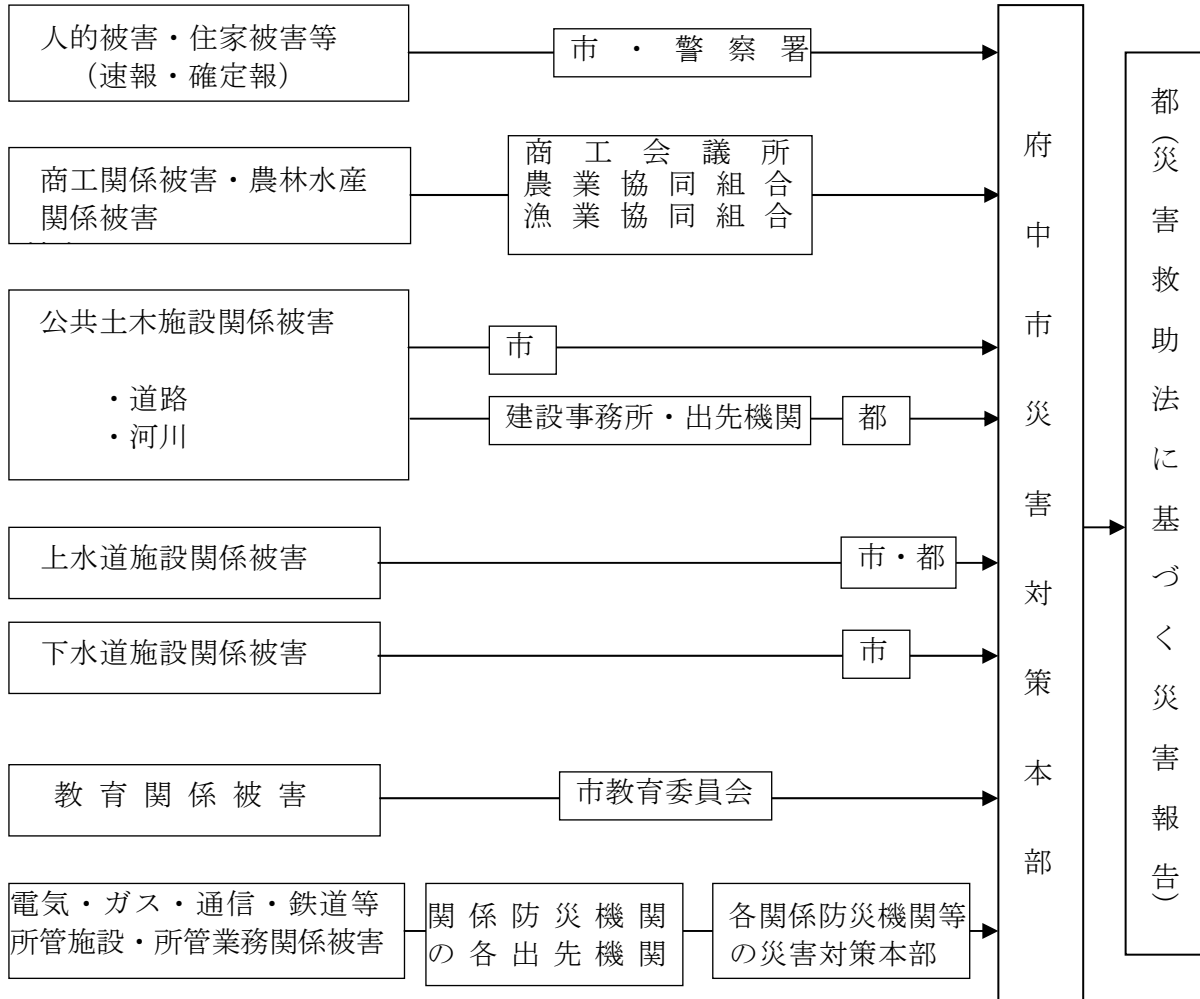 人的被害・住家被害等
(速報・確定報)
市・警察署
商工関係被害・農林水産
関係被害
商工会議所
農業協同組合
漁業協同組合
公共土木施設関係被害
・道路
・河川
市
建設事務所・出先機関
都
上水道施設関係被害
市・都
下水道施設関係被害
市
教育関係被害
市教育委員会
電気・ガス・通信・鉄道等
所管施設・所管業務関係被害
関係防災機関
の各出先機関
各関係防災機関等
の災害対策本部
府中市災害対策本部
都(災害救助法に基づく災害報告)